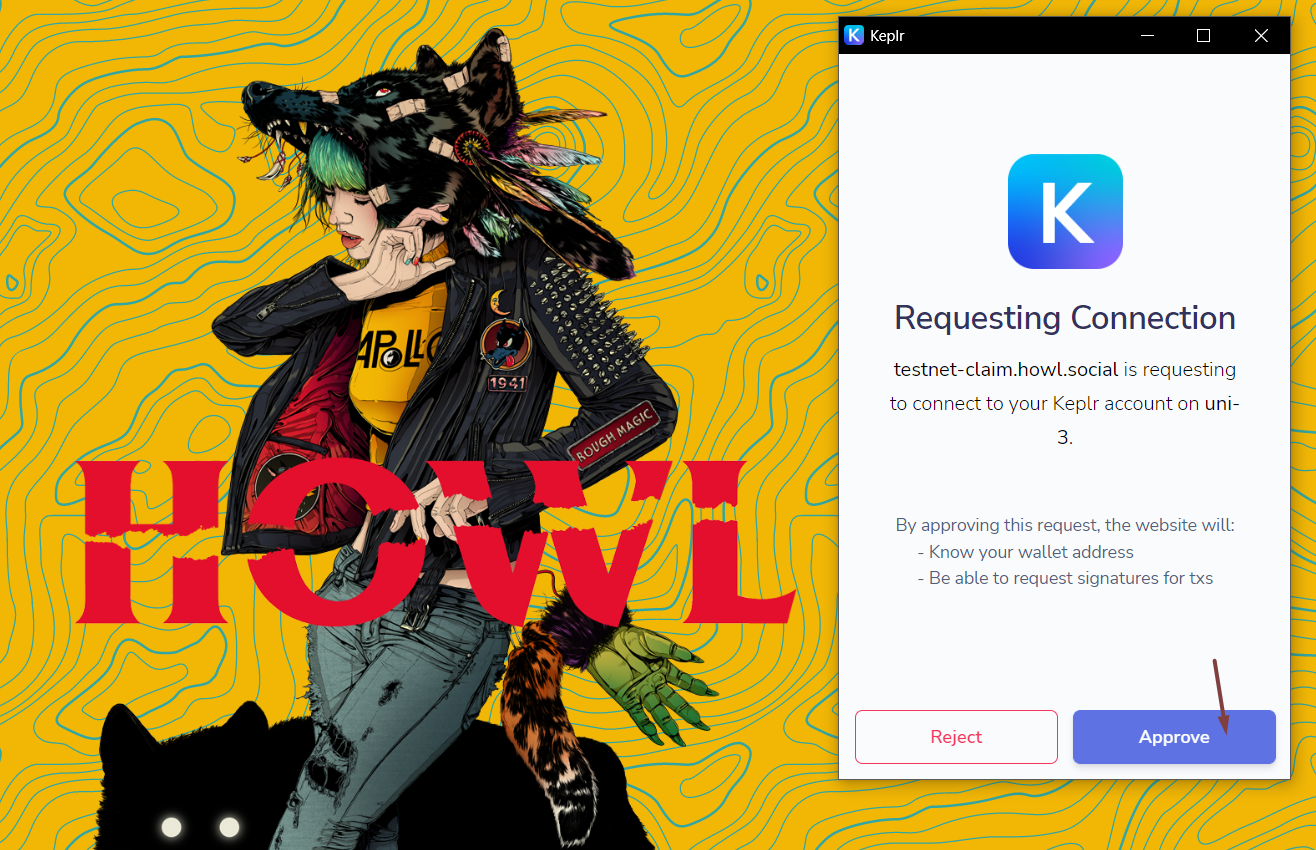 Keplr
K
Requesting Connection
testnet-claim.howl.social is requesting
to connect to your Keplr account on uni-
3.
By approving this request, the website will:
- Know your wallet address
- Be able to request signatures for txs
Reject
Approve
APOLLO
1941
ROUGH MAGIC
HOWL